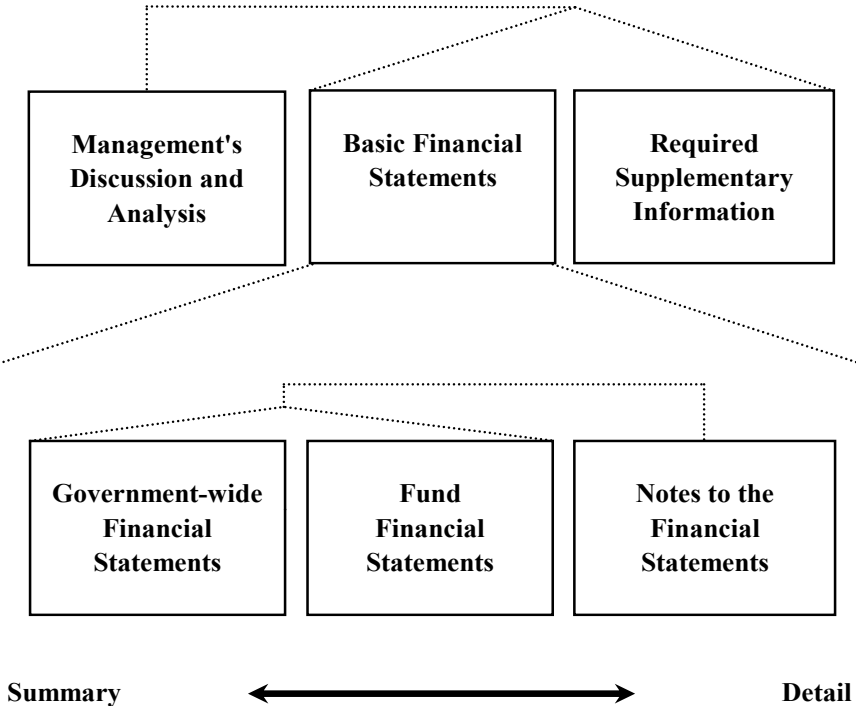 Management's
Discussion and
Analysis
Basic Financial
Statements
Required
Supplementary
Information
Government-wide
Financial
Statements
Fund
Financial
Statements
Notes to the
Financial
Statements
Summary
Detail